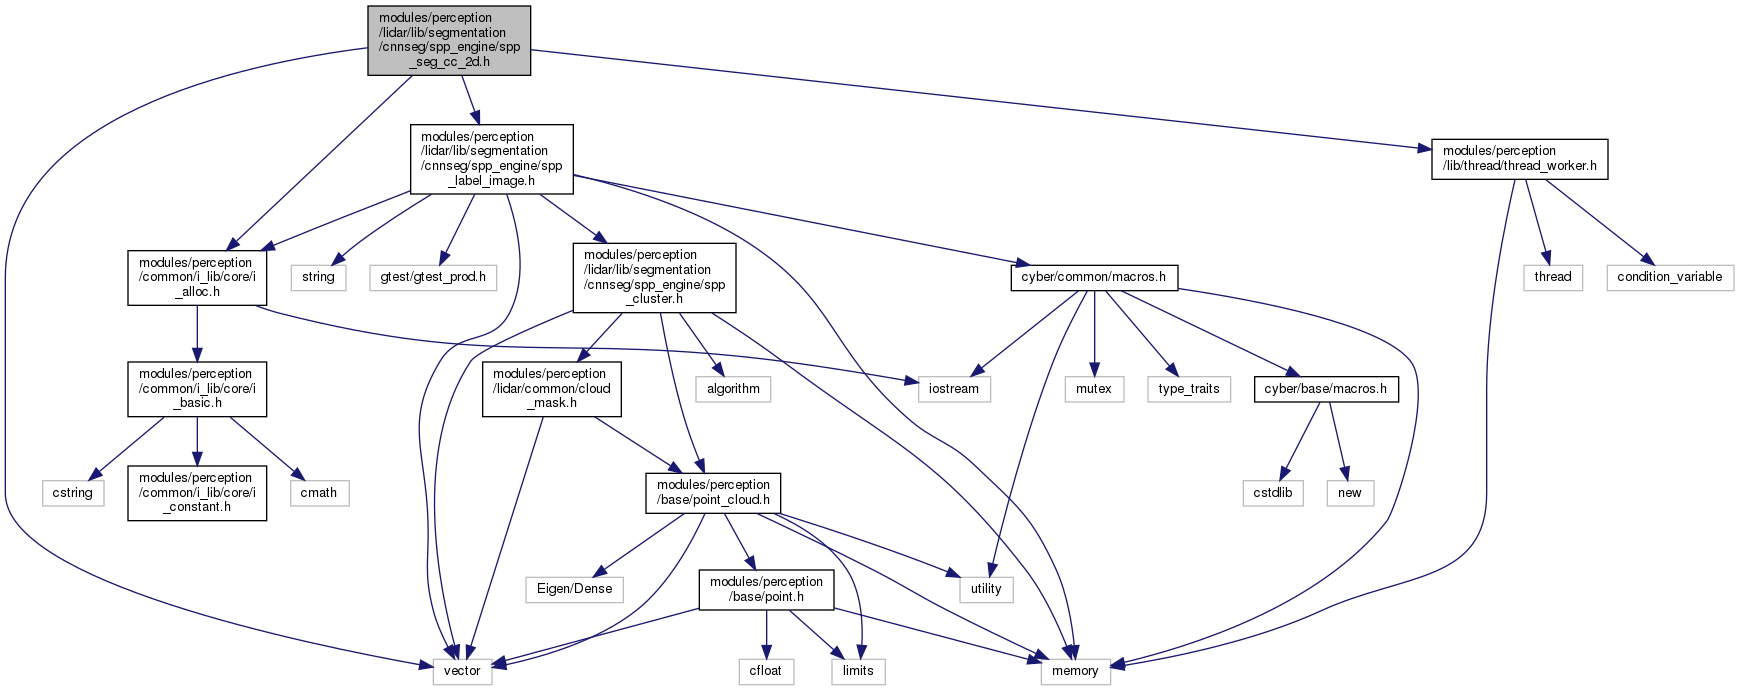 modules/perception
/lidar/lib/segmentation
/cnnseg/spp_engine/spp
_seg_cc_2d.h
modules/perception
/lidar/lib/segmentation
/cnnseg/spp_engine/spp
_label_image.h
modules/perception
/lib/thread/thread_worker.h
modules/perception
/common/i_lib/core/i
_alloc.h
string
gtest/gtest_prod.h
modules/perception
/lidar/lib/segmentation
/cnnseg/spp_engine/spp
_cluster.h
cyber/common/macros.h
thread
condition_variable
modules/perception
/common/i_lib/core/i
_basic.h
modules/perception
/lidar/common/cloud
_mask.h
algorithm
iostream
mutex
type_traits
cyber/base/macros.h
cstring
modules/perception
/common/i_lib/core/i
_constant.h
cmath
modules/perception
/base/point_cloud.h
cstdlib
new
Eigen/Dense
modules/perception
/base/point.h
utility
vector
cfloat
limits
memory